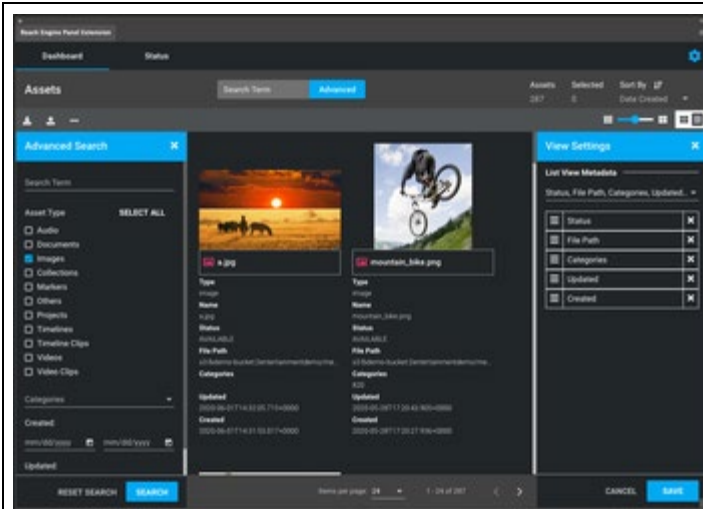 Reach Engine Panel Extension
Dashboard
Status
Assets
Search Term
Advanced
Assets
287
Selected
0
Sort By
Date Created
Advanced Search
Search Term
Asset Type
SELECT ALL
Audio
Documents
Images
Collections
Markers
Others
Projects
Timelines
Timeline Clips
Videos
Video Clips
Categories
Created:
mm/dd/yyyy
mm/dd/yyyy
Updated:
RESET SEARCH
SEARCH
a.jpg
Type
image
Name
a.jpg
Status
AVAILABLE
File Path
Categories
Updated
Created
mountain_bike.png
Type
image
Name
mountain_bike.png
Status
AVAILABLE
File Path
Categories
Updated
Created
Items per page: 24
1 - 24 of 287
View Settings
List View Metadata
Status, File Path, Categories, Updated...
Status
File Path
Categories
Updated
Created
CANCEL
SAVE